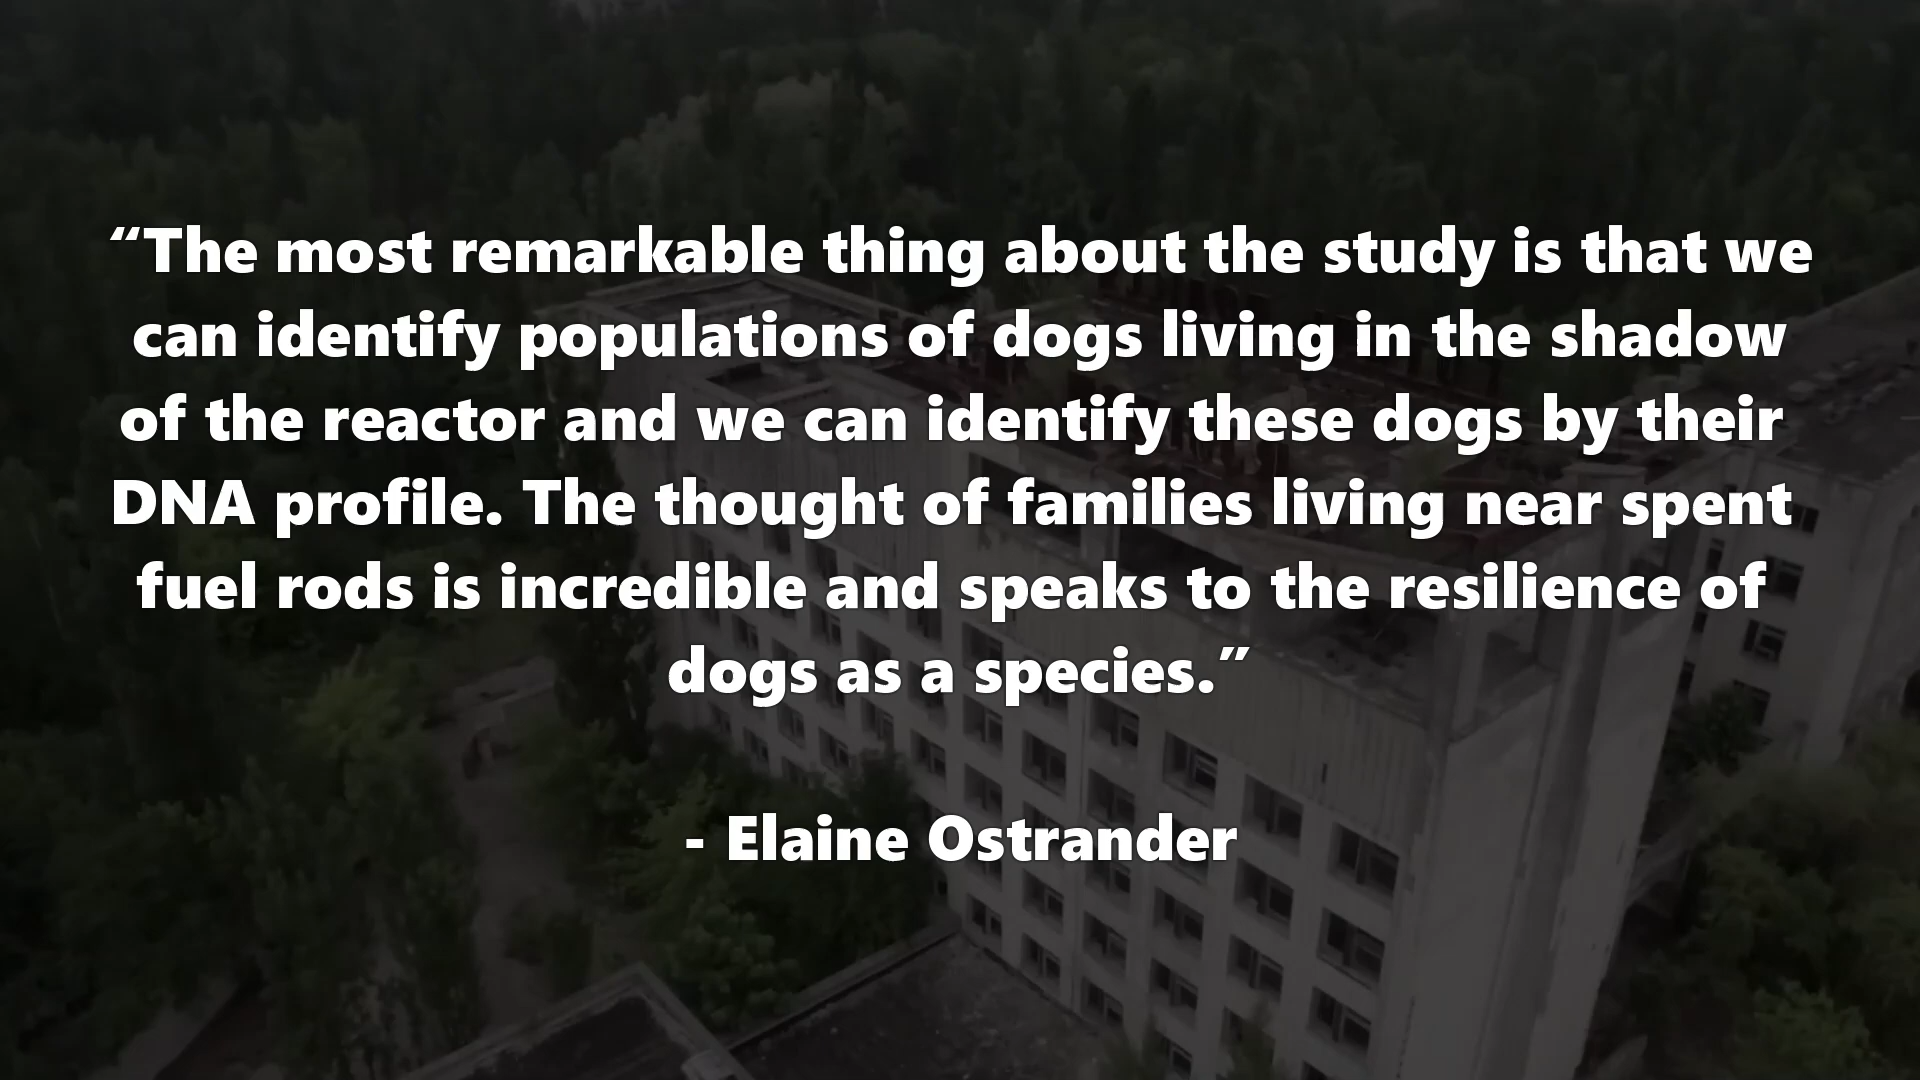 “The most remarkable thing about the study is that we
can identify populations of dogs living in the shadow
of the reactor and we can identify these dogs by their
DNA profile. The thought of families living near spent
fuel rods is incredible and speaks to the resilience of
dogs as a species.”
- Elaine Ostrander